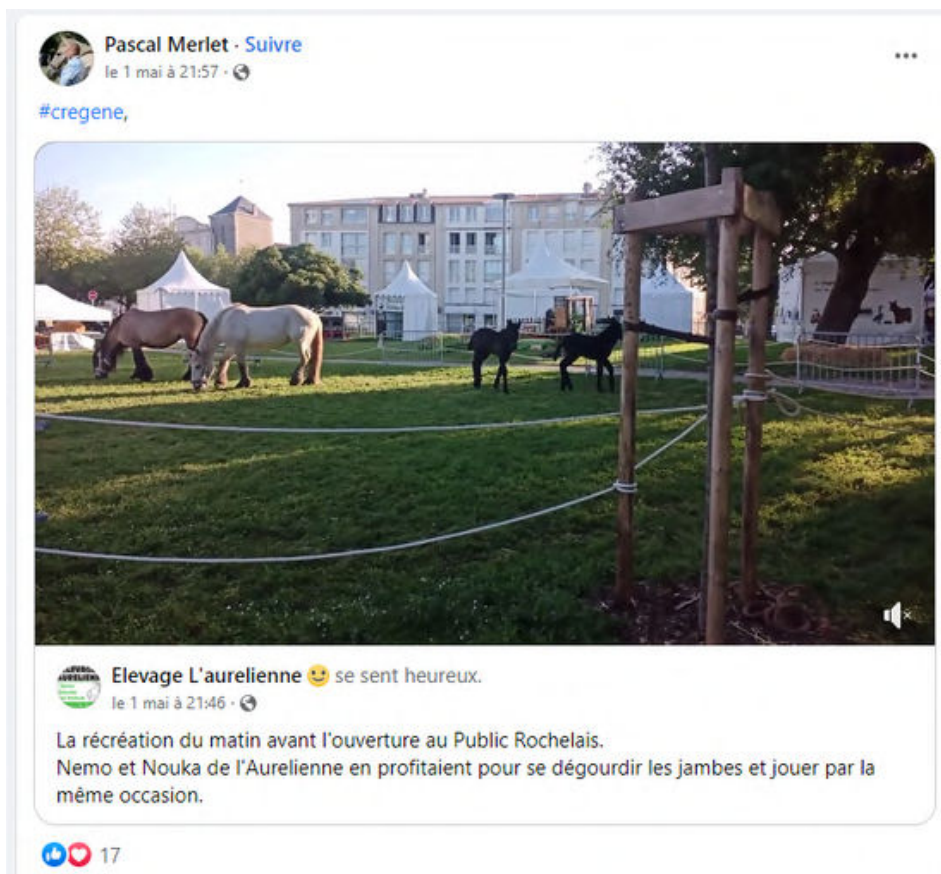 Pascal Merlet · Suivre
le 1 mai à 21:57 ·
#cregene,
Elevage L'aurelienne 🙂 se sent heureux.
le 1 mai à 21:46 ·
La récréation du matin avant l'ouverture au Public Rochelais.
Nemo et Nouka de l'Aurelienne en profitaient pour se dégourdir les jambes et jouer par la
même occasion.
17